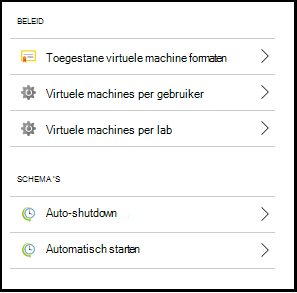 BELEID
Toegestane virtuele machine formaten
Virtuele machines per gebruiker
Virtuele machines per lab
SCHEMA'S
Auto-shutdown
Automatisch starten